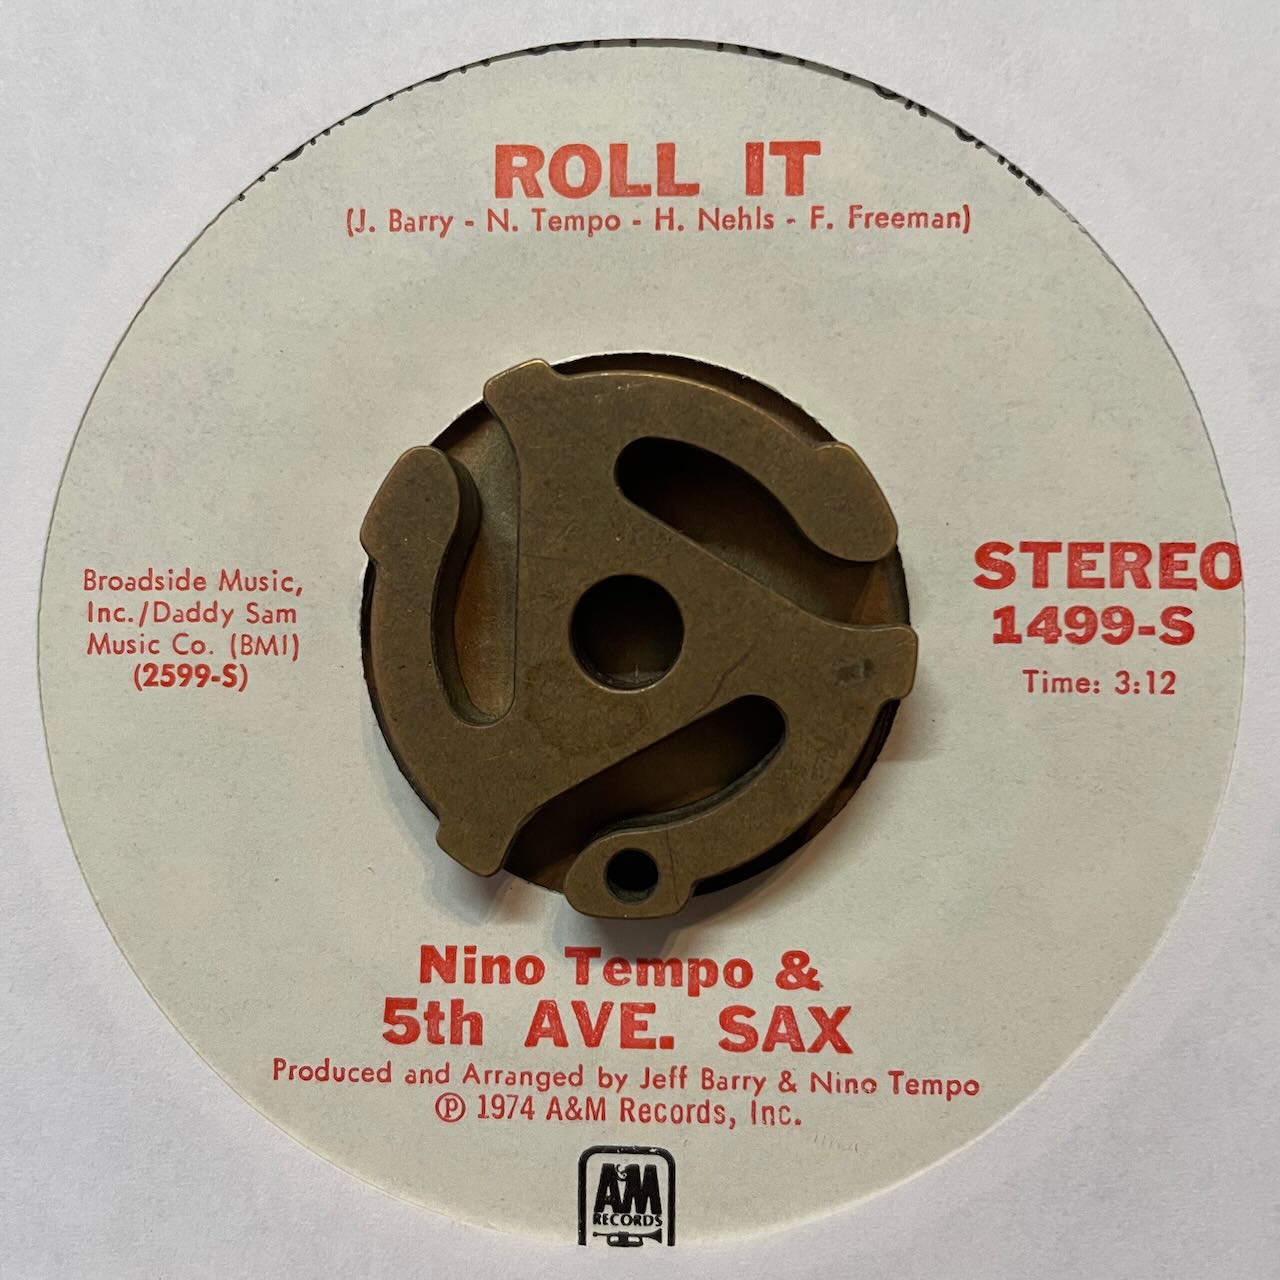 ROLL IT
(J. Barry - N. Tempo - H. Nehls - F. Freeman)
Broadside Music,
Inc./Daddy Sam
Music Co. (BMI)
(2599-S)
STEREO
1499-S
Time: 3:12
Nino Tempo &
5th AVE. SAX
Produced and Arranged by Jeff Barry & Nino Tempo
℗ 1974 A&M Records, Inc.
A&M
RECORDS